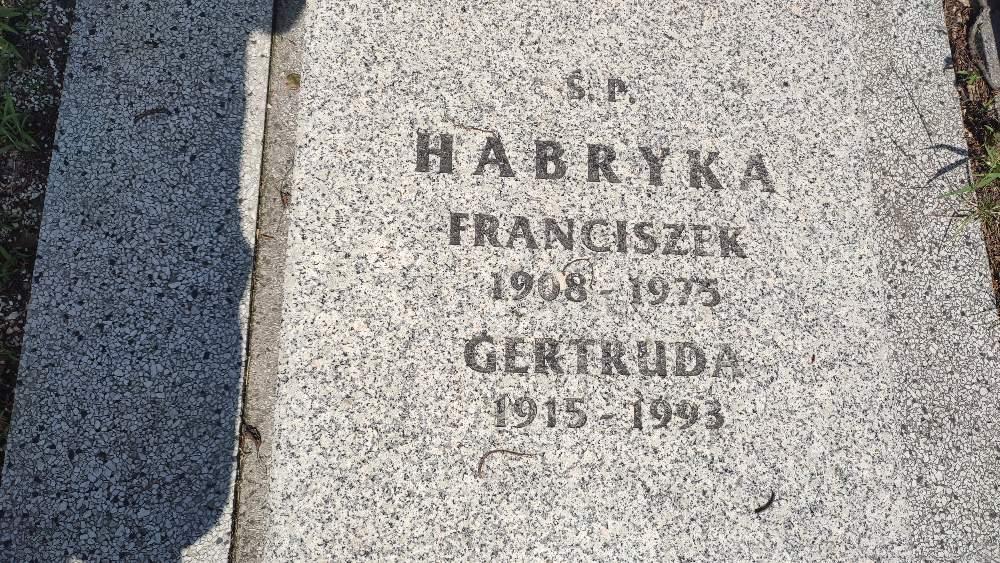 Ś. P.
HABRYKA
FRANCISZEK
1908 - 1975
GERTRUDA
1915 - 1993